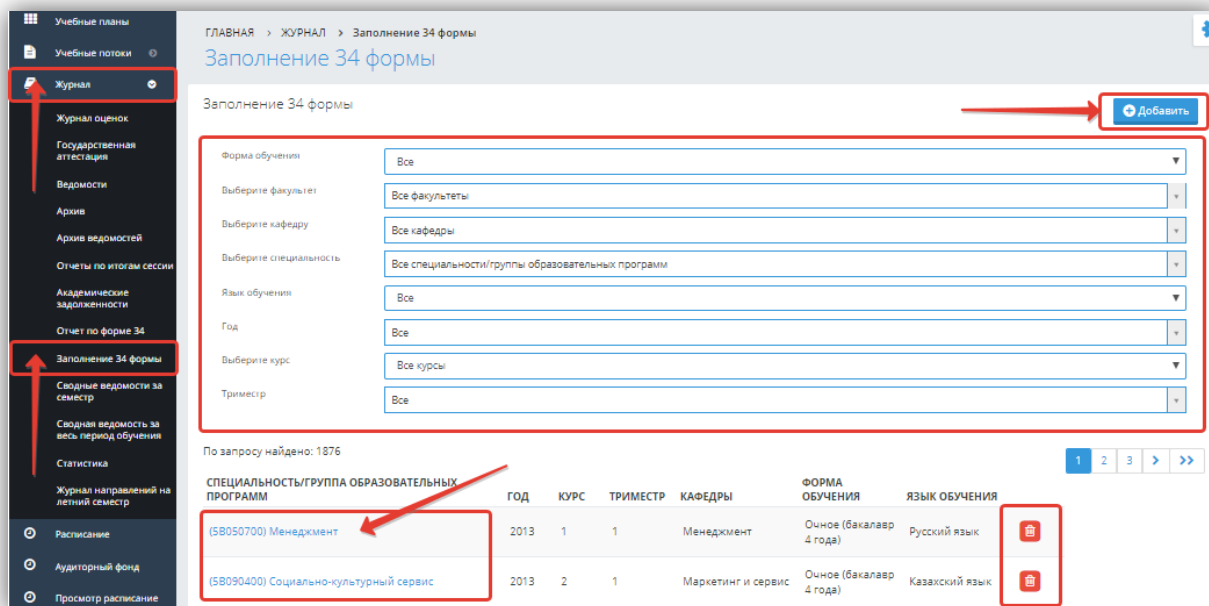 Учебные планы
Учебные потоки
Журнал
Журнал оценок
Государственная
аттестация
Ведомости
Архив
Архив ведомостей
Отчеты по итогам сессии
Академические
задолженности
Отчет по форме 34
Заполнение 34 формы
Сводные ведомости за
семестр
Сводная ведомость за
весь период обучения
Статистика
Журнал направлений на
летний семестр
Расписание
Аудиторный фонд
Просмотр расписание
ГЛАВНАЯ > ЖУРНАЛ > Заполнение 34 формы
Заполнение 34 формы
Заполнение 34 формы
Добавить
Форма обучения Все
Выберите факультет Все факультеты
Выберите кафедру Все кафедры
Выберите специальность Все специальности/группы образовательных программ
Язык обучения Все
Год Все
Выберите курс Все курсы
Триместр Все
По запросу найдено: 1876
1 2 3 > >>
СПЕЦИАЛЬНОСТЬ/ГРУППА ОБРАЗОВАТЕЛЬНЫХ
ПРОГРАММ ГОД КУРС ТРИМЕСТР КАФЕДРЫ ФОРМА
ОБУЧЕНИЯ ЯЗЫК ОБУЧЕНИЯ
(5B050700) Менеджмент 2013 1 1 Менеджмент Очное (бакалавр
4 года) Русский язык
(5B090400) Социально-культурный сервис 2013 2 1 Маркетинг и сервис Очное (бакалавр
4 года) Казахский язык